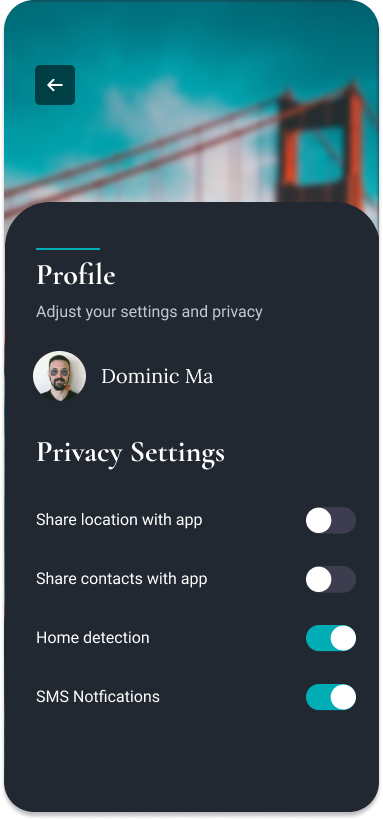 Profile
Adjust your settings and privacy
Dominic Ma
Privacy Settings
Share location with app
Share contacts with app
Home detection
SMS Notfications